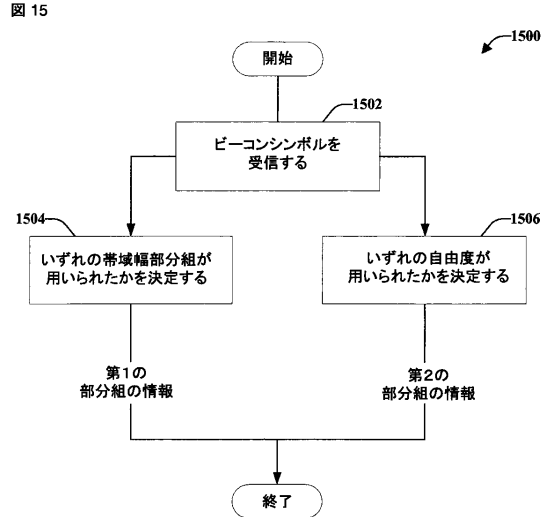 図 15
1500
開始
1502
ビーコンシンボルを
受信する
1504
いずれの帯域幅部分組が
用いられたかを決定する
1506
いずれの自由度が
用いられたかを決定する
第1の
部分組の情報
第2の
部分組の情報
終了